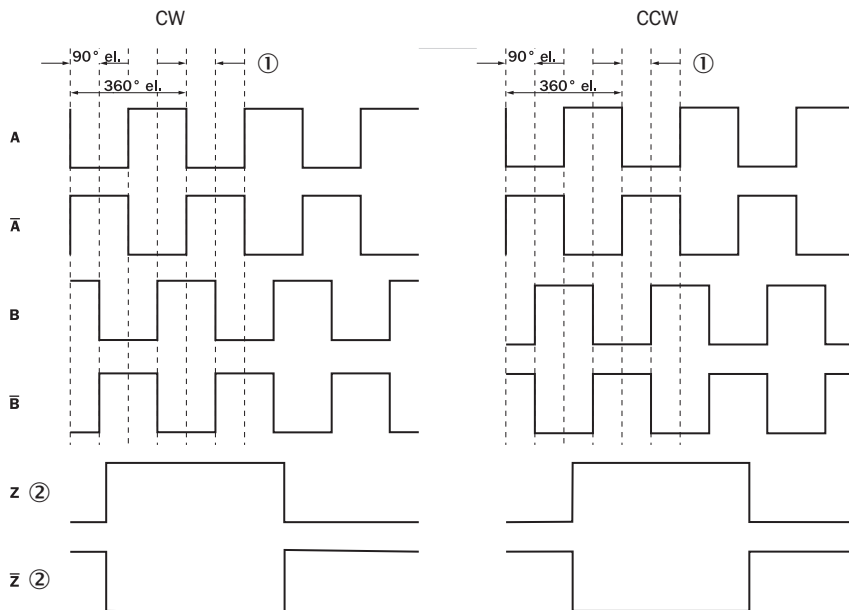 CW CCW
90° el. ① 90° el. ①
360° el. 360° el.
A
A̅
B
B̅
Z ②
Z̅ ②